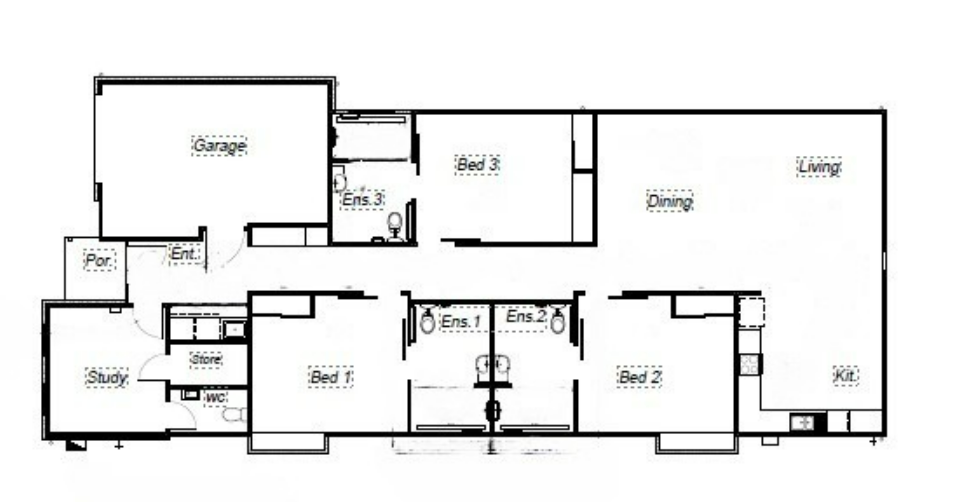 Garage
Bed 3
Living
Ens.3
Dining
Ent.
Por.
Ens.1
Ens.2
Store
Study
Bed 1
Bed 2
Kit.
wc